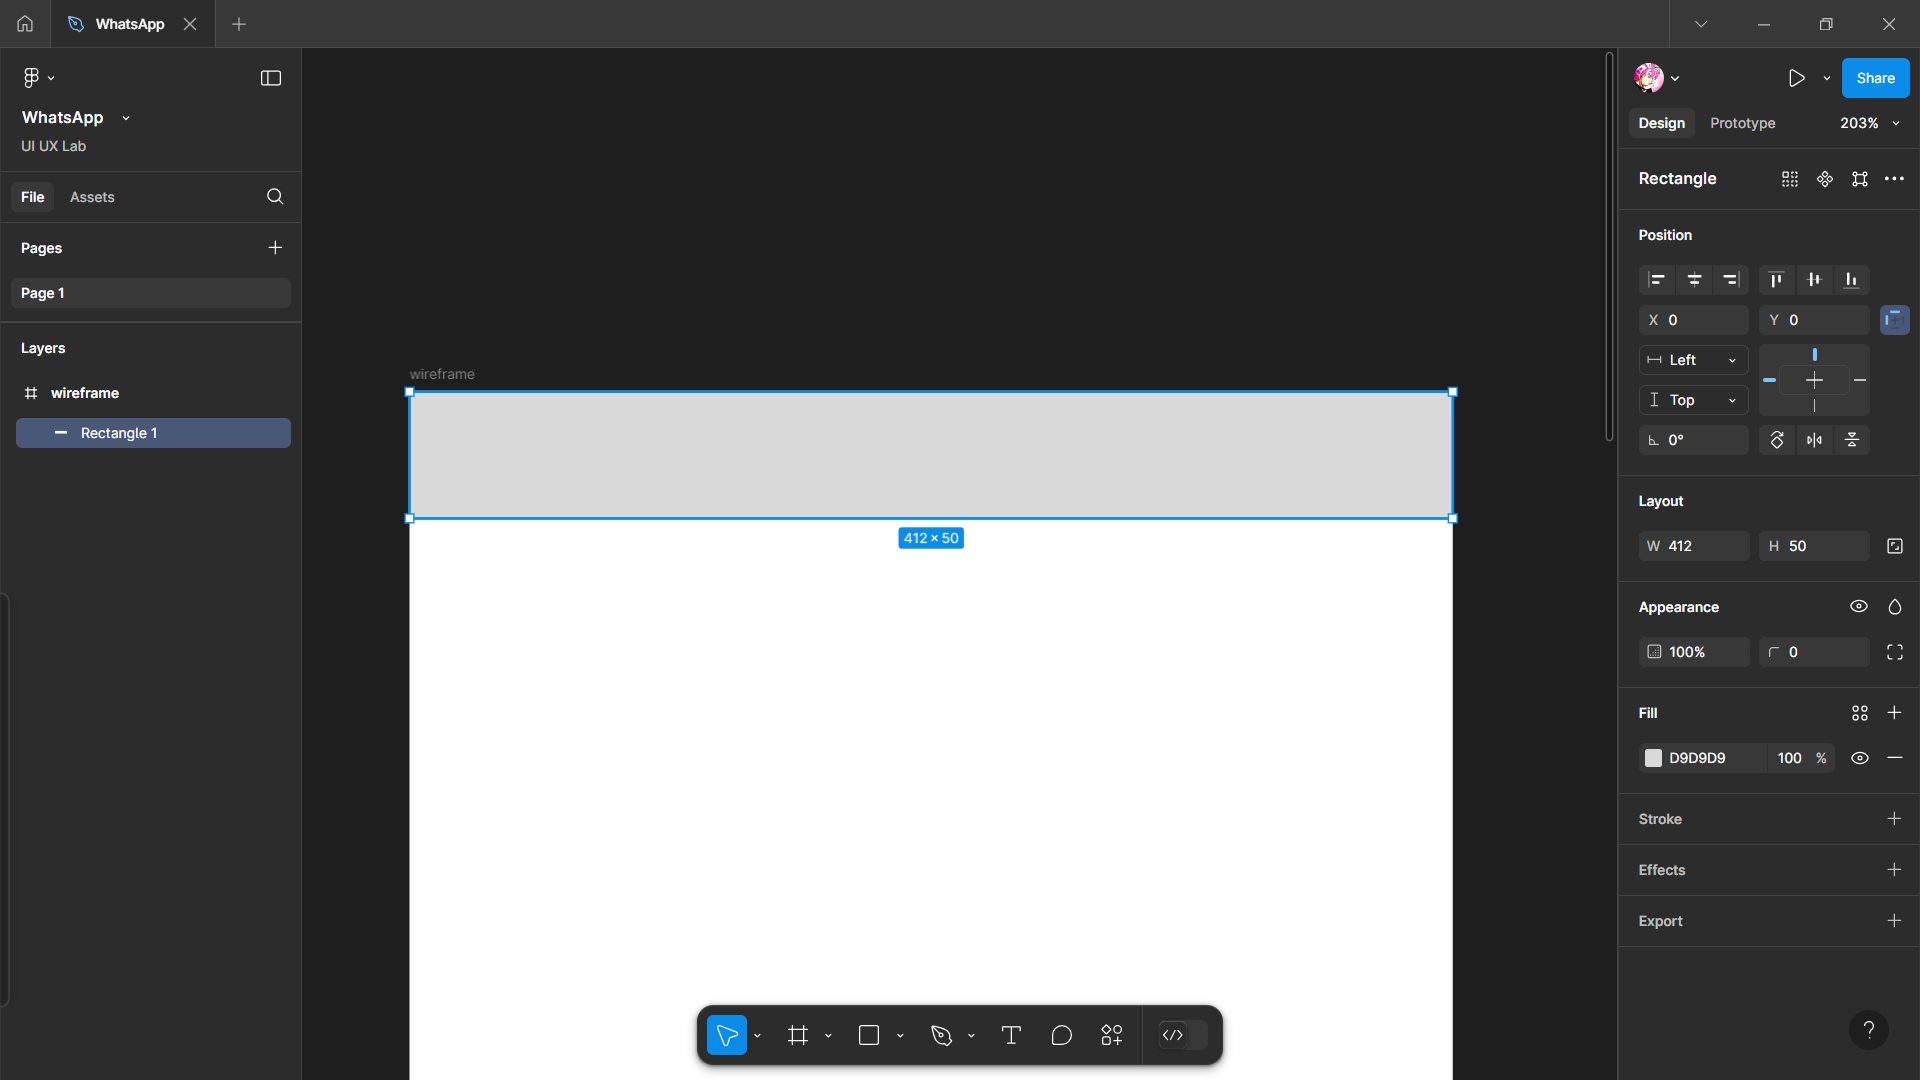 WhatsApp
WhatsApp
UI UX Lab
File Assets
Pages
Page 1
Layers
wireframe
Rectangle 1
wireframe
412 × 50
Share
Design Prototype 203%
Rectangle
Position
X 0 Y 0
Left
Top
0°
Layout
W 412 H 50
Appearance
100% 0
Fill
D9D9D9 100 %
Stroke
Effects
Export
?